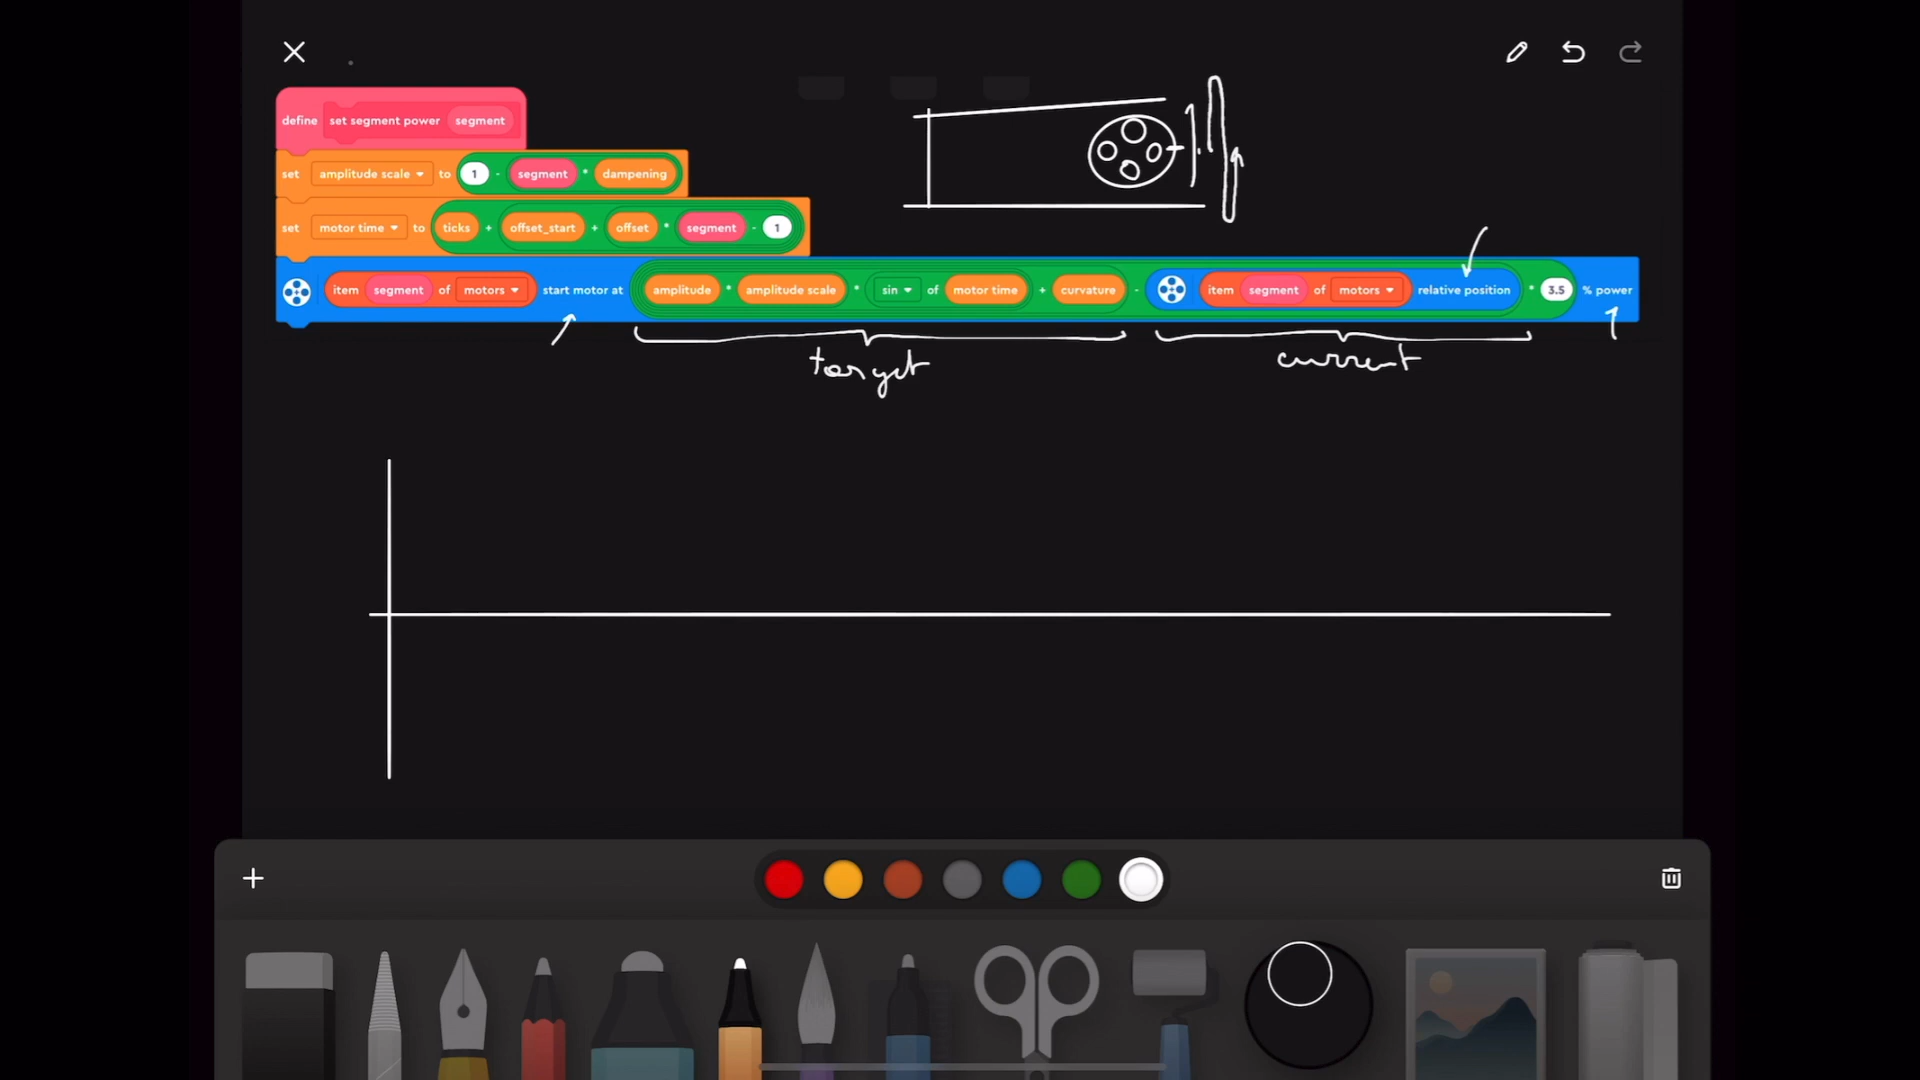 define set segment power segment
set amplitude scale to 1 - segment * dampening
set motor time to ticks + offset_start + offset * segment - 1
item segment of motors start motor at amplitude * amplitude scale * sin of motor time + curvature - item segment of motors relative position * 3.5 % power
target current